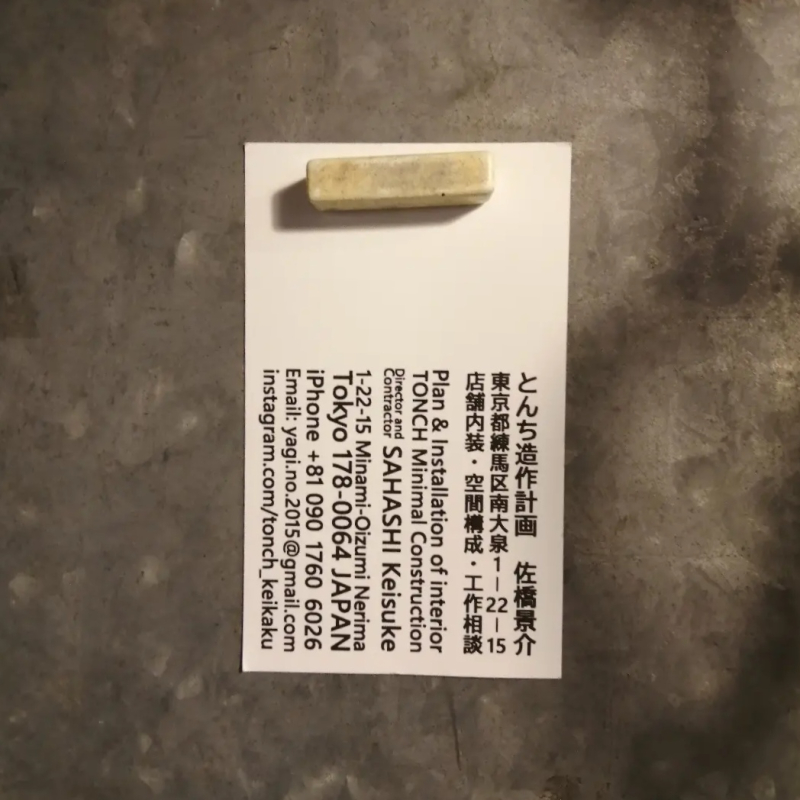 とんち造作計画 佐橋景介
東京都練馬区南大泉1－22－15
店舗内装・空間構成・工作相談
Plan & Installation of interior
TONCH Minimal Construction
Director and Contractor SAHASHI Keisuke
1-22-15 Minami-Oizumi Nerima
Tokyo 178-0064 JAPAN
iPhone +81 090 1760 6026
Email: yagi.no.2015@gmail.com
instagram.com/tonch_keikaku